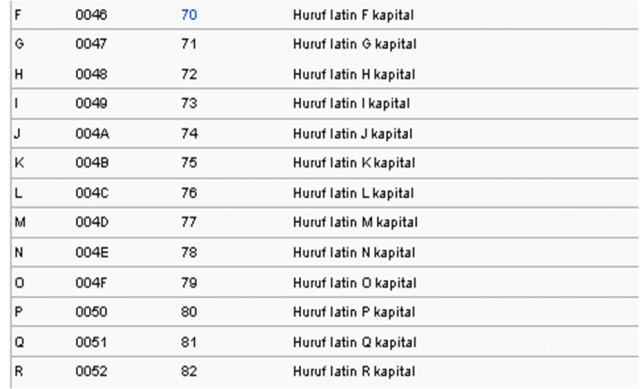 F 0046 70 Huruf latin F kapital
G 0047 71 Huruf latin G kapital
H 0048 72 Huruf latin H kapital
I 0049 73 Huruf latin I kapital
J 004A 74 Huruf latin J kapital
K 004B 75 Huruf latin K kapital
L 004C 76 Huruf latin L kapital
M 004D 77 Huruf latin M kapital
N 004E 78 Huruf latin N kapital
O 004F 79 Huruf latin O kapital
P 0050 80 Huruf latin P kapital
Q 0051 81 Huruf latin Q kapital
R 0052 82 Huruf latin R kapital